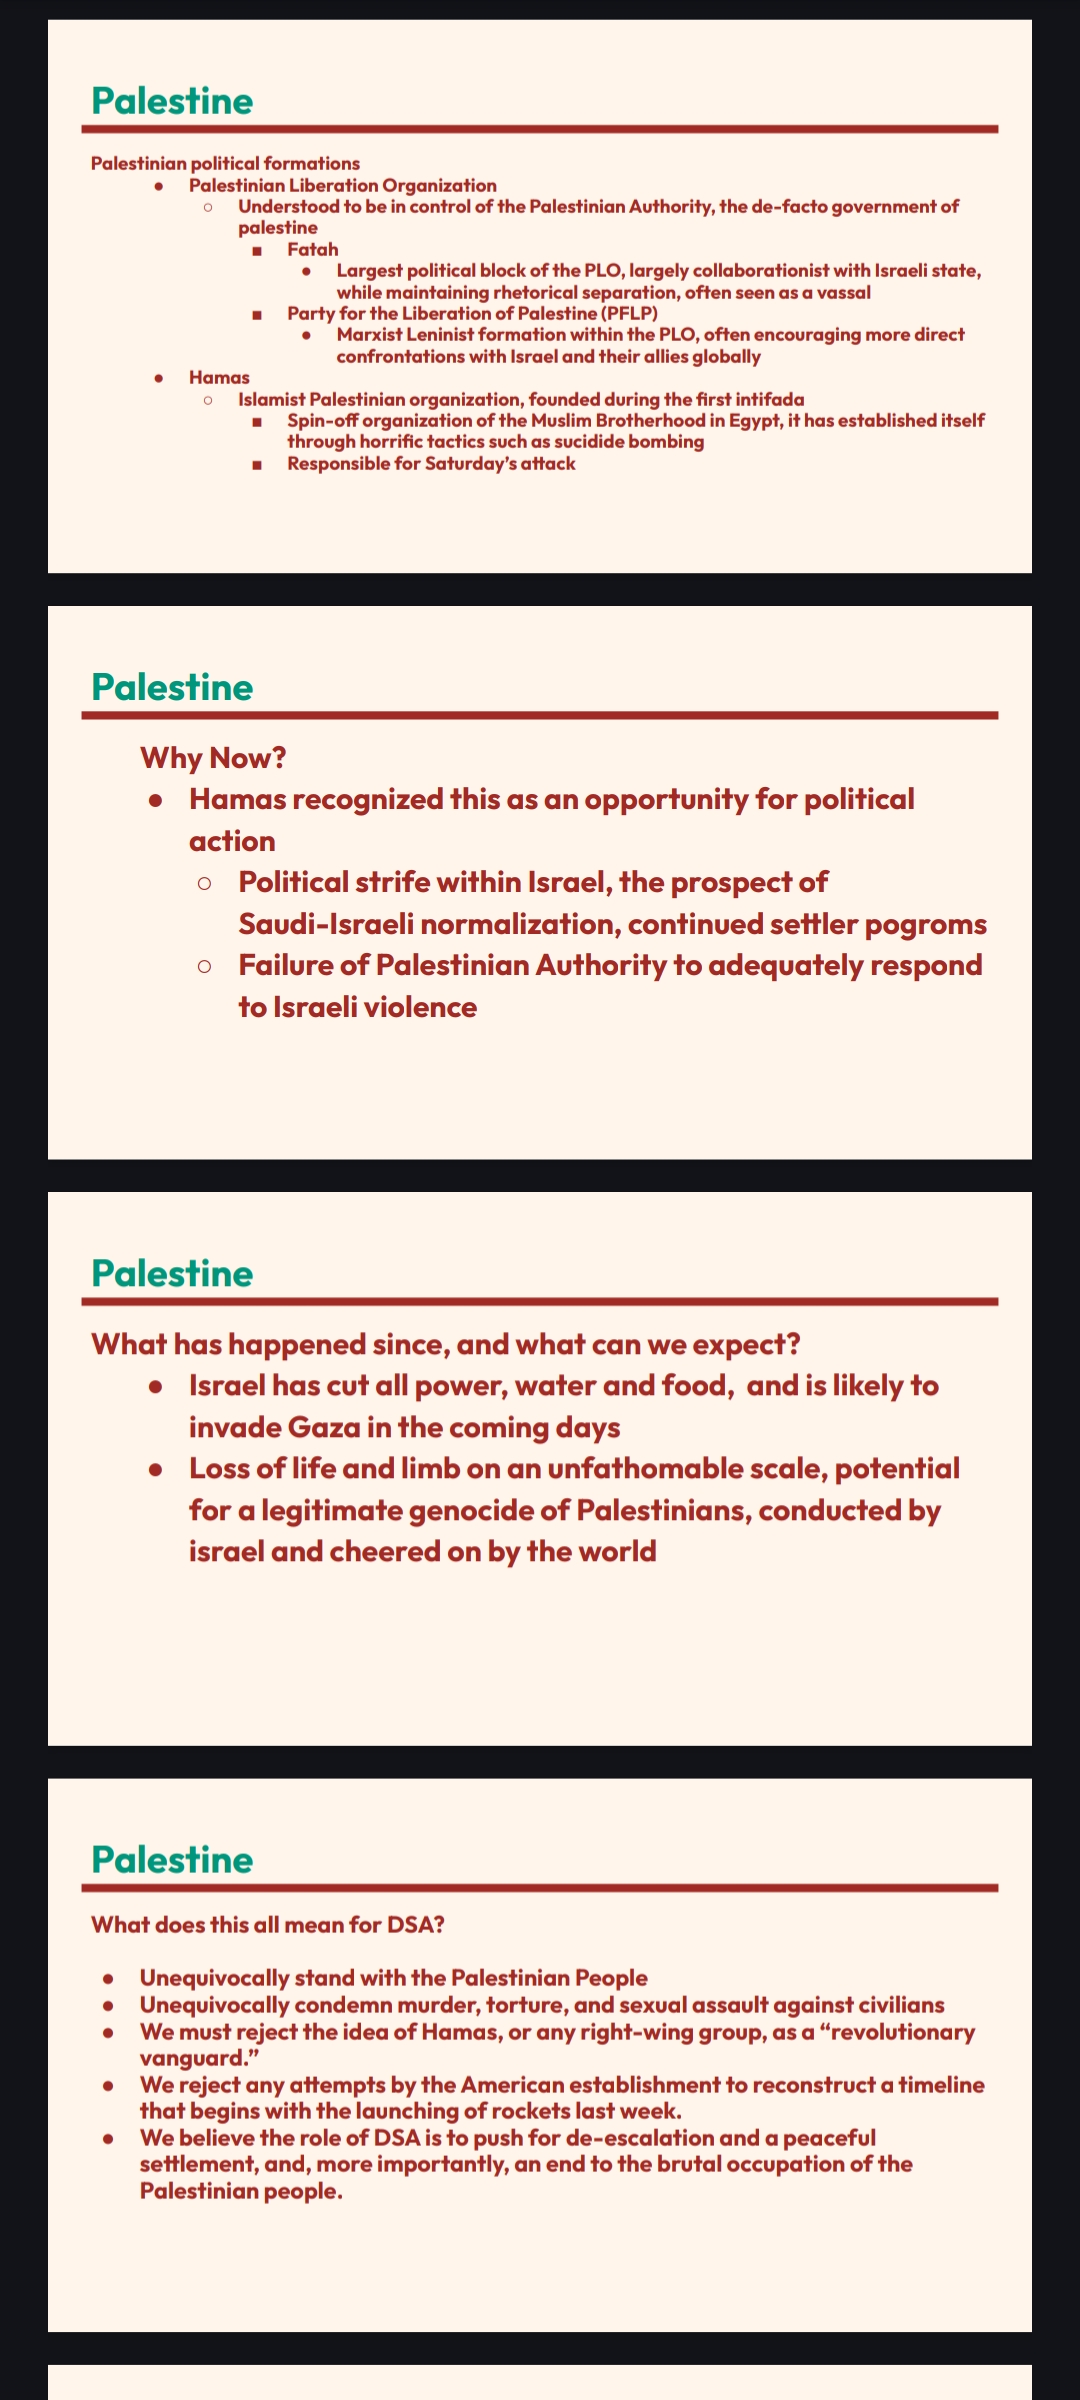 Palestine
Palestinian political formations
● Palestinian Liberation Organization
○ Understood to be in control of the Palestinian Authority, the de-facto government of
palestine
■ Fatah
● Largest political block of the PLO, largely collaborationist with Israeli state,
while maintaining rhetorical separation, often seen as a vassal
■ Party for the Liberation of Palestine (PFLP)
● Marxist Leninist formation within the PLO, often encouraging more direct
confrontations with Israel and their allies globally
● Hamas
○ Islamist Palestinian organization, founded during the first intifada
■ Spin-off organization of the Muslim Brotherhood in Egypt, it has established itself
through horrific tactics such as sucidide bombing
■ Responsible for Saturday's attack
Palestine
Why Now?
● Hamas recognized this as an opportunity for political
action
○ Political strife within Israel, the prospect of
Saudi-Israeli normalization, continued settler pogroms
○ Failure of Palestinian Authority to adequately respond
to Israeli violence
Palestine
What has happened since, and what can we expect?
● Israel has cut all power, water and food,  and is likely to
invade Gaza in the coming days
● Loss of life and limb on an unfathomable scale, potential
for a legitimate genocide of Palestinians, conducted by
israel and cheered on by the world
Palestine
What does this all mean for DSA?
● Unequivocally stand with the Palestinian People
● Unequivocally condemn murder, torture, and sexual assault against civilians
● We must reject the idea of Hamas, or any right-wing group, as a “revolutionary
vanguard.”
● We reject any attempts by the American establishment to reconstruct a timeline
that begins with the launching of rockets last week.
● We believe the role of DSA is to push for de-escalation and a peaceful
settlement, and, more importantly, an end to the brutal occupation of the
Palestinian people.